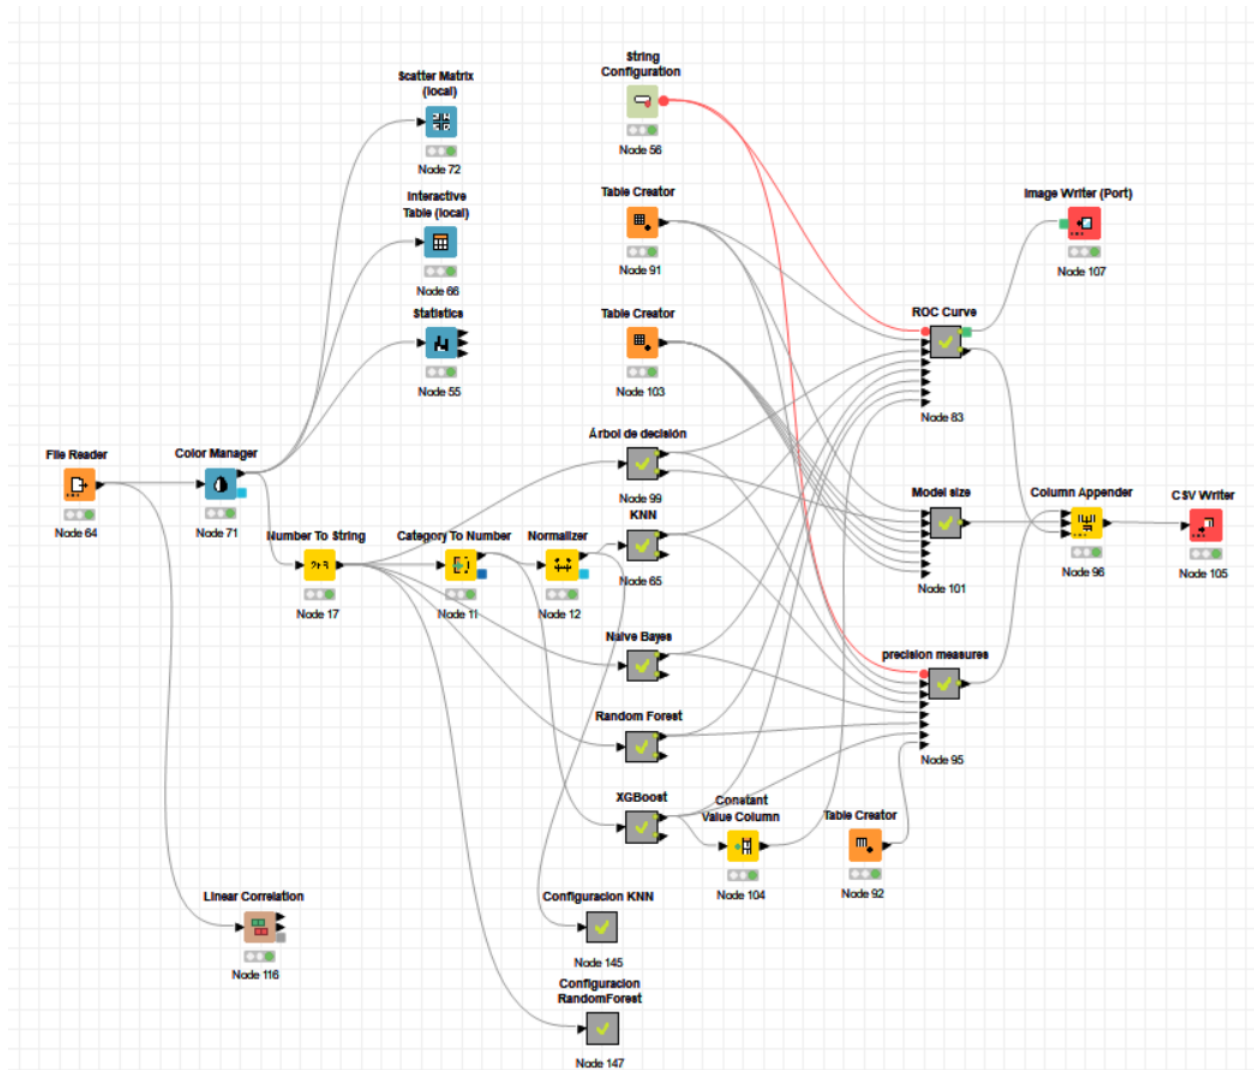 String
Configuration
Node 56
Scatter Matrix
(local)
Node 72
Table Creator
Node 91
Interactive
Table (local)
Node 66
Image Writer (Port)
Node 107
Statistics
Node 55
Table Creator
Node 103
ROC Curve
Node 83
File Reader
Node 64
Color Manager
Node 71
Árbol de decisión
Node 99
Model size
Node 101
Column Appender
Node 96
CSV Writer
Node 105
Number To String
Node 17
Category To Number
Node 11
Normalizer
Node 12
KNN
Node 65
Naive Bayes
Node 95
precision measures
Random Forest
XGBoost
Constant
Value Column
Node 104
Table Creator
Node 92
Linear Correlation
Node 116
Configuracion KNN
Node 145
Configuracion
RandomForest
Node 147